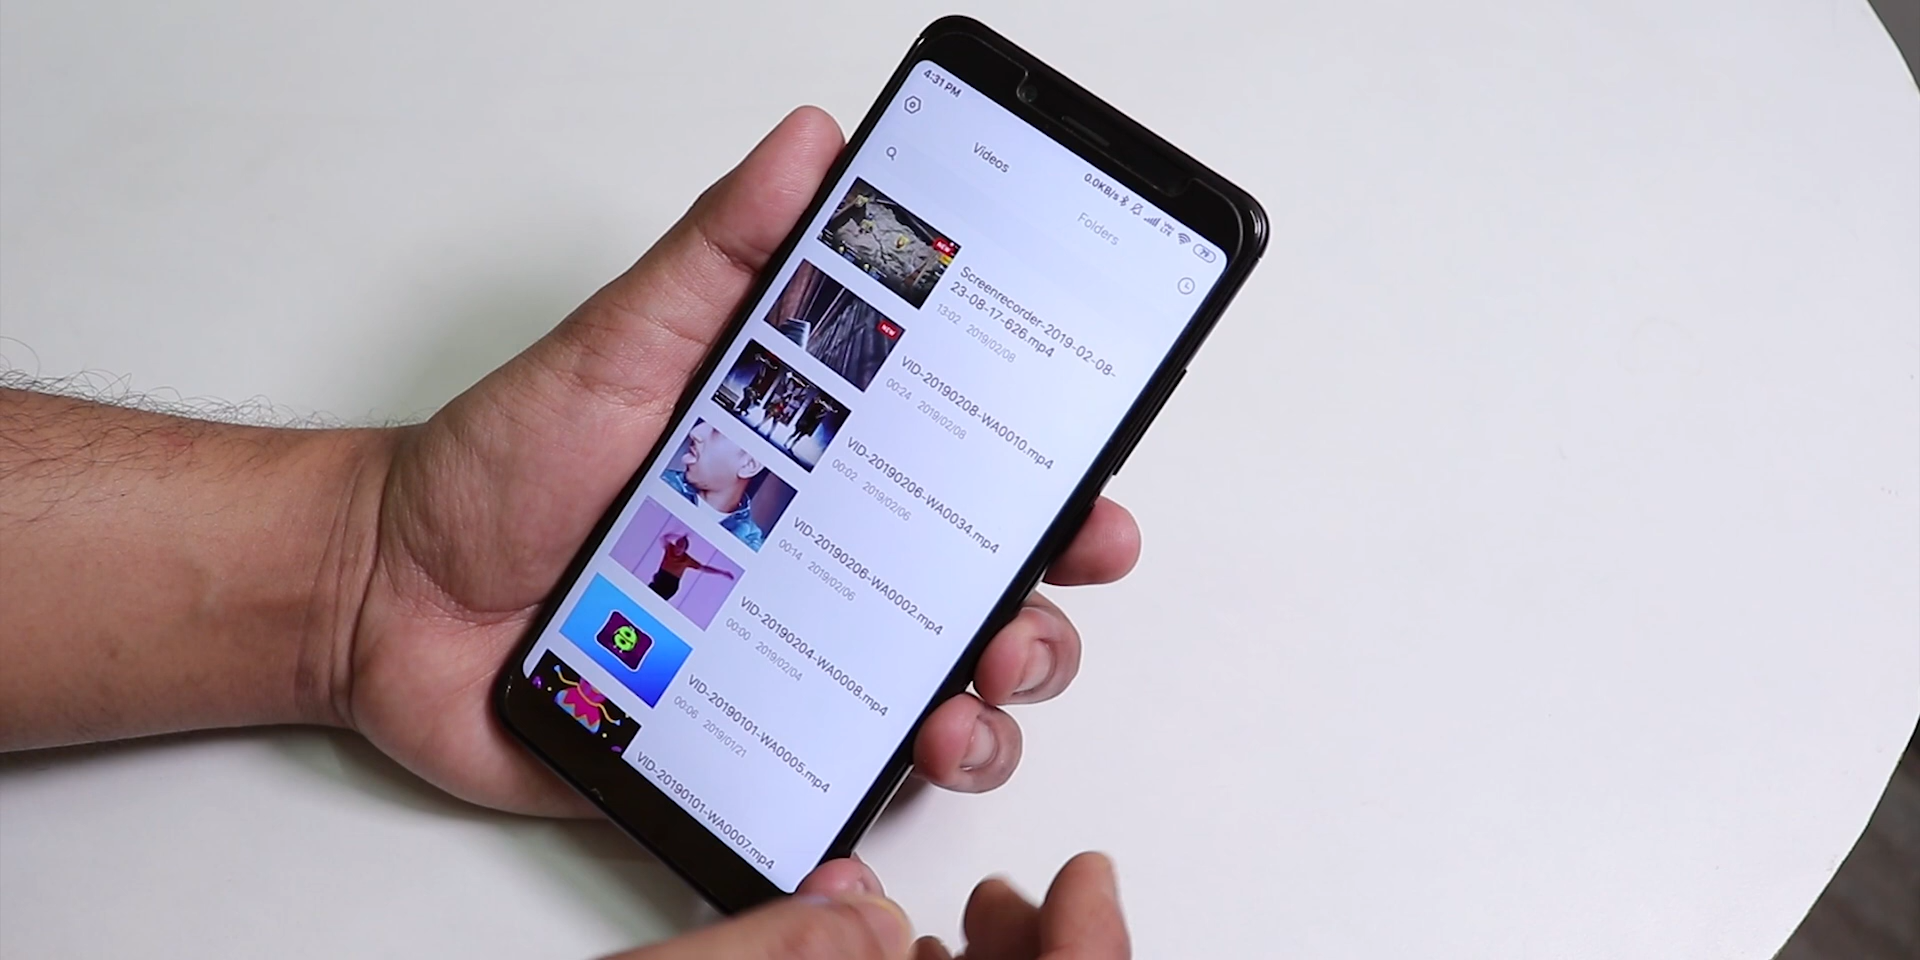 4:31 PM
0.0KB/s
VoLTE
79
Videos
Folders
NEW
Screenrecorder-2019-02-08-
23-08-17-626.mp4
13:02 2019/02/08
NEW
VID-20190208-WA0010.mp4
00:24 2019/02/08
VID-20190206-WA0034.mp4
00:02 2019/02/06
VID-20190206-WA0002.mp4
00:14 2019/02/06
VID-20190204-WA0008.mp4
00:00 2019/02/04
VID-20190101-WA0005.mp4
00:06 2019/01/21
VID-20190101-WA0007.mp4